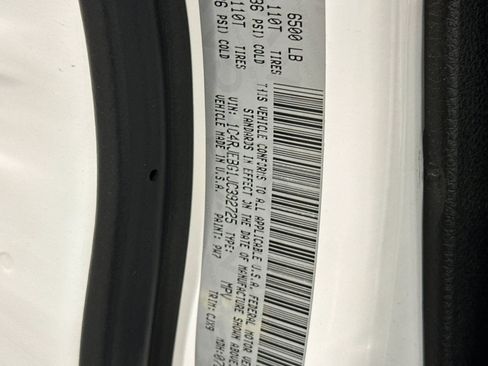 6500 LB
110T TIRES
36 PSI) COLD
110T TIRES
36 PSI) COLD
THIS VEHICLE CONFORMS TO ALL APPLICABLE U.S.A. FEDERAL MOTOR VE
STANDARDS IN EFFECT ON THE DATE OF MANUFACTURE SHOWN ABOVE
VIN: 1C4RJEBG1JC392725 TYPE: MPV
VEHICLE MADE IN U.S.A. PAINT: PW7 TRIM: CJX9 MDH: